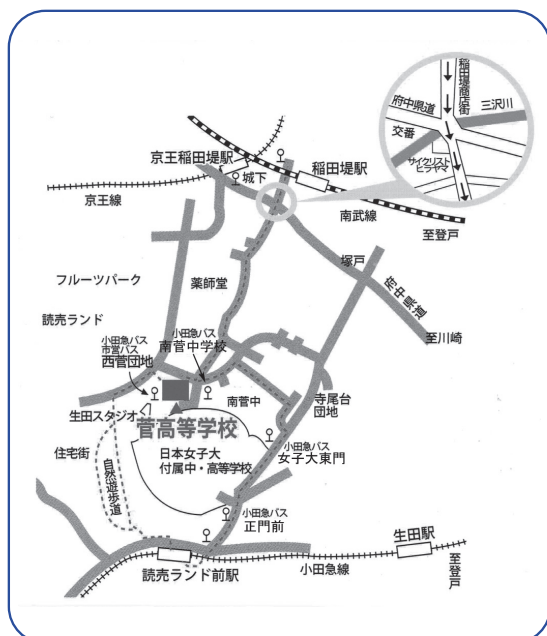 稲田堤商店街
府中県道
三沢川
交番
サイクリスト
ヒラヤマ
京王稲田堤駅
稲田堤駅
城下
京王線
南武線
至登戸
塚戸
府中県道
至川崎
フルーツパーク
薬師堂
読売ランド
小田急バス
市営バス
西菅団地
小田急バス
南菅中学校
南菅中
寺尾台
団地
生田スタジオ
菅高等学校
日本女子大
付属中・高等学校
小田急バス
女子大東門
住宅街
自然遊歩道
小田急バス
正門前
生田駅
読売ランド前駅
小田急線
至登戸